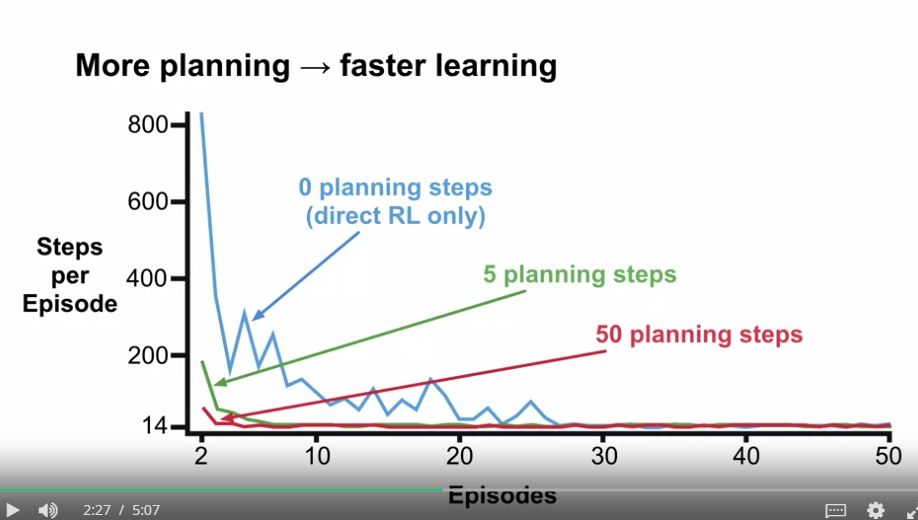 More planning → faster learning
800
600
400
200
14
Steps
per
Episode
0 planning steps
(direct RL only)
5 planning steps
50 planning steps
2 10 20 30 40 50
Episodes
2:27 / 5:07